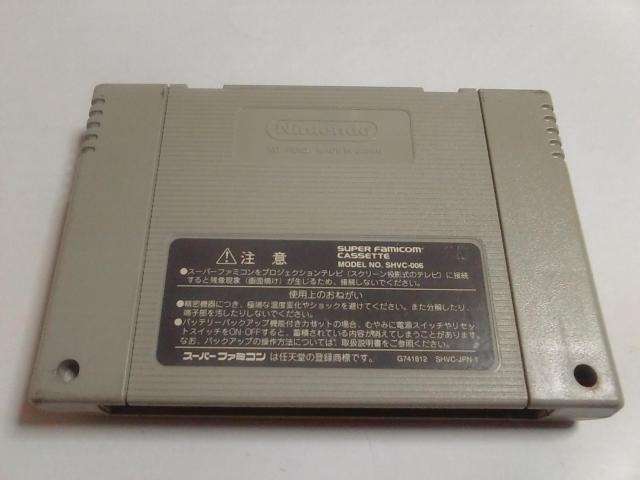 Nintendo
PAT. PEND. MADE IN JAPAN
注意
SUPER FAMICOM
CASSETTE
MODEL NO. SHVC-006
●スーパーファミコンをプロジェクションテレビ(スクリーン投影式のテレビ)に接続
すると残像現象(画面焼け)が生じるため、接続しないでください。
使用上のおねがい
●精密機器につき、極端な温度変化やショックを避けてください。また分解したり、
端子部を汚したりしないでください。
●バッテリーバックアップ機能付きカセットの場合、むやみに電源スイッチやリセッ
トスイッチをON-OFFすると、蓄積されている内容が消えてしまうことがあります。
なお、バックアップの操作方法については、取扱説明書をご参照ください。
スーパーファミコンは任天堂の登録商標です。
G741812 SHVC-JPN-1